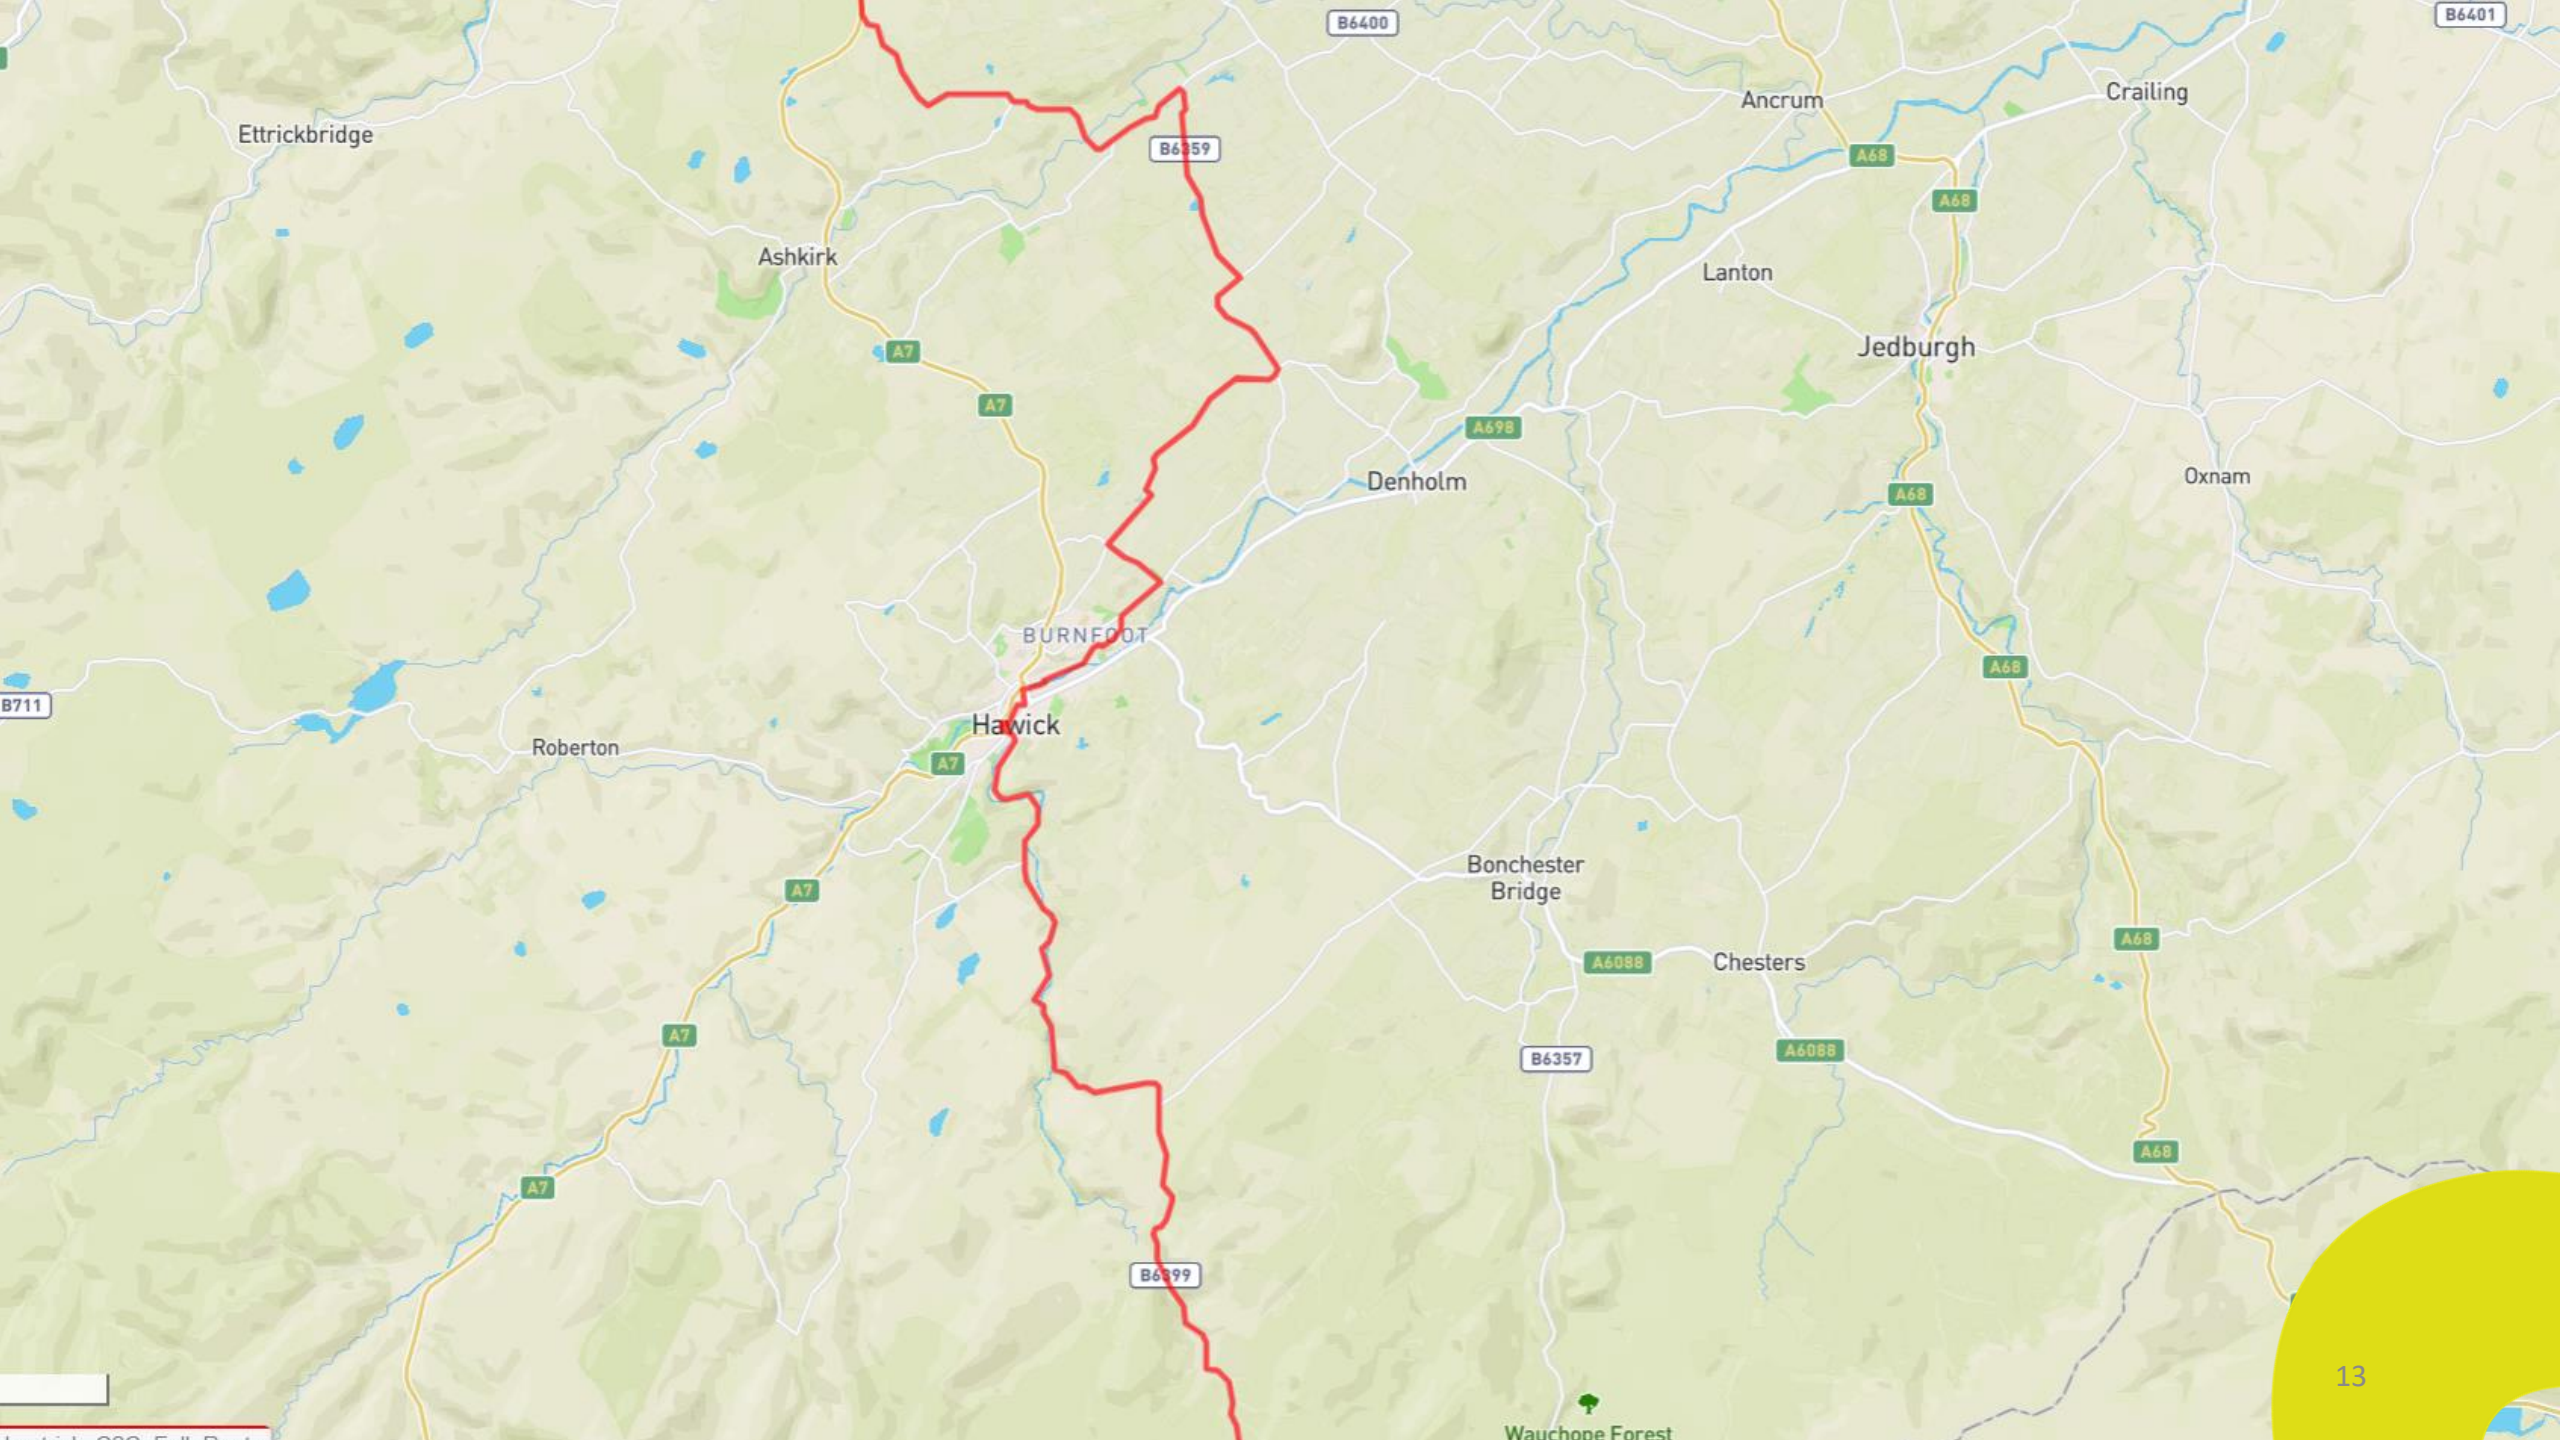 B6400
B6401
Crailing
Ancrum
Ettrickbridge
B6359
A68
A68
Ashkirk
Lanton
Jedburgh
A7
A7
A698
Denholm
Oxnam
A68
BURNFOOT
A68
B711
Hawick
Roberton
A7
Bonchester
Bridge
A7
A68
A6088
Chesters
A7
A6088
B6357
A68
A7
B6399
13
Wauchope Forest